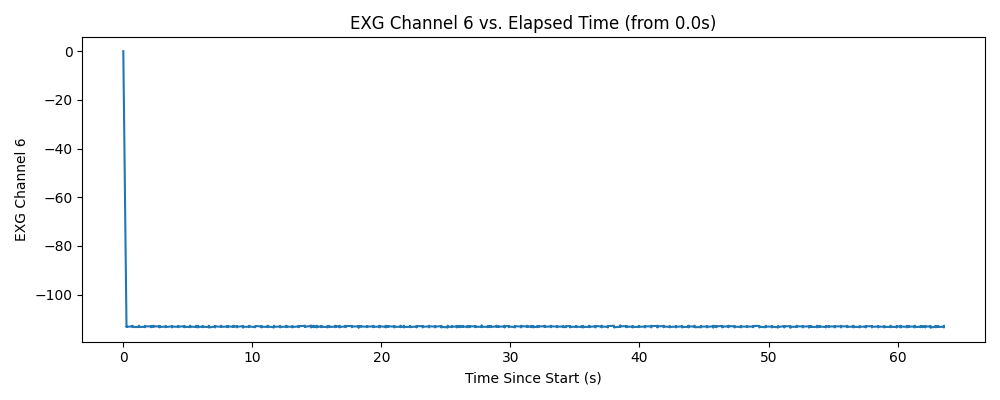 EXG Channel 6 vs. Elapsed Time (from 0.0s)
EXG Channel 6
0
−20
−40
−60
−80
−100
0 10 20 30 40 50 60
Time Since Start (s)